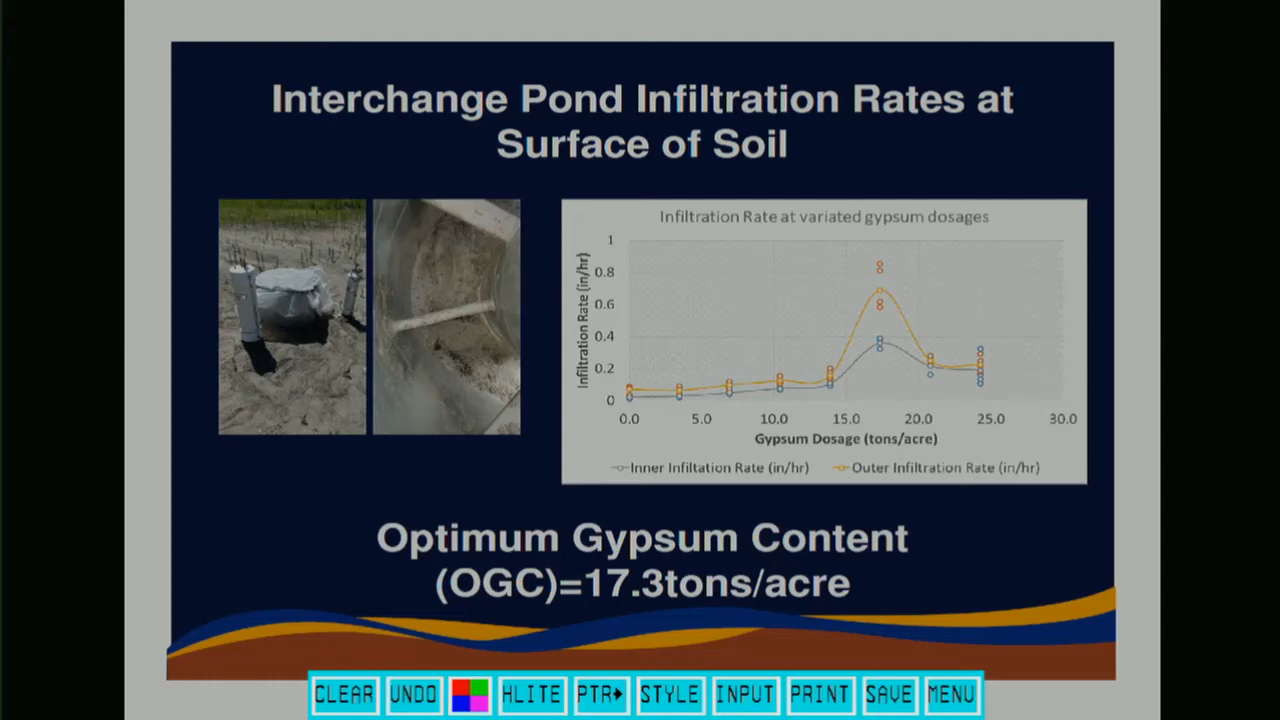 Interchange Pond Infiltration Rates at
Surface of Soil
Infiltration Rate at variated gypsum dosages
Infiltration Rate (in/hr)
1
0.8
0.6
0.4
0.2
0
0.0 5.0 10.0 15.0 20.0 25.0 30.0
Gypsum Dosage (tons/acre)
Inner Infiltation Rate (in/hr) Outer Infiltration Rate (in/hr)
Optimum Gypsum Content
(OGC)=17.3tons/acre
CLEAR UNDO HLITE PTR STYLE INPUT PRINT SAVE MENU